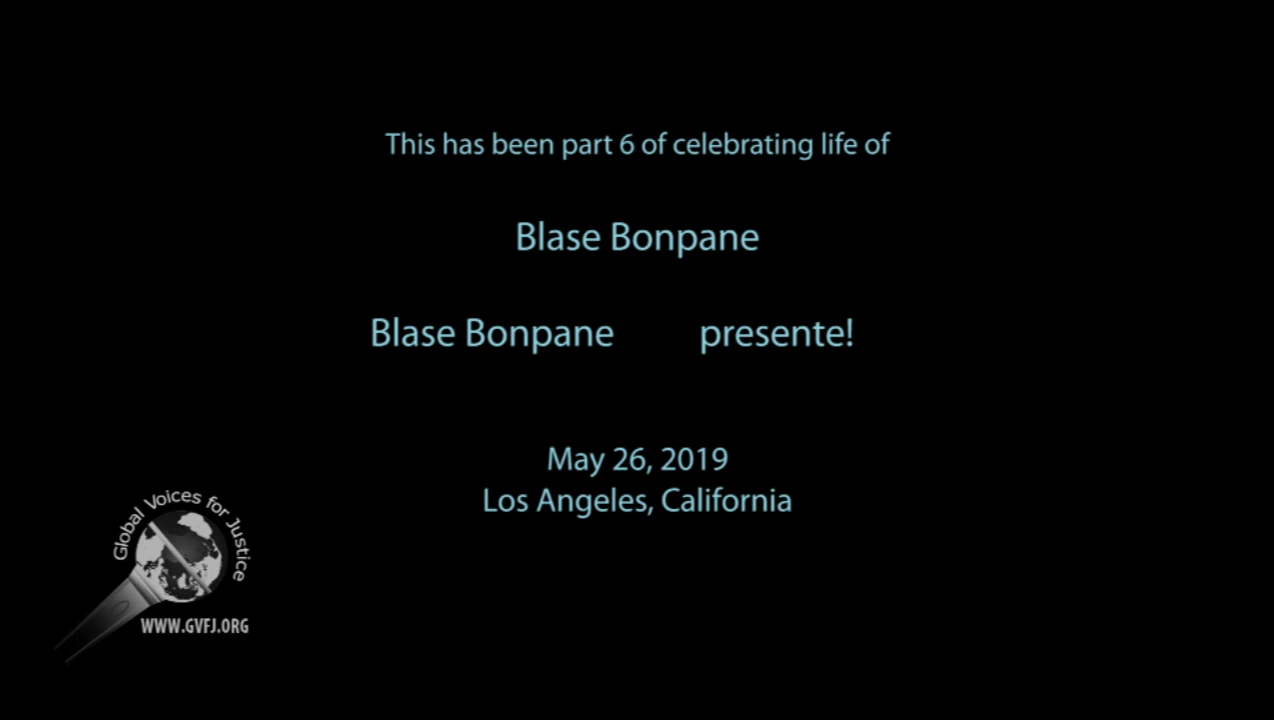 This has been part 6 of celebrating life of
Blase Bonpane
Blase Bonpane presente!
May 26, 2019
Los Angeles, California
Global Voices for Justice
WWW.GVFJ.ORG